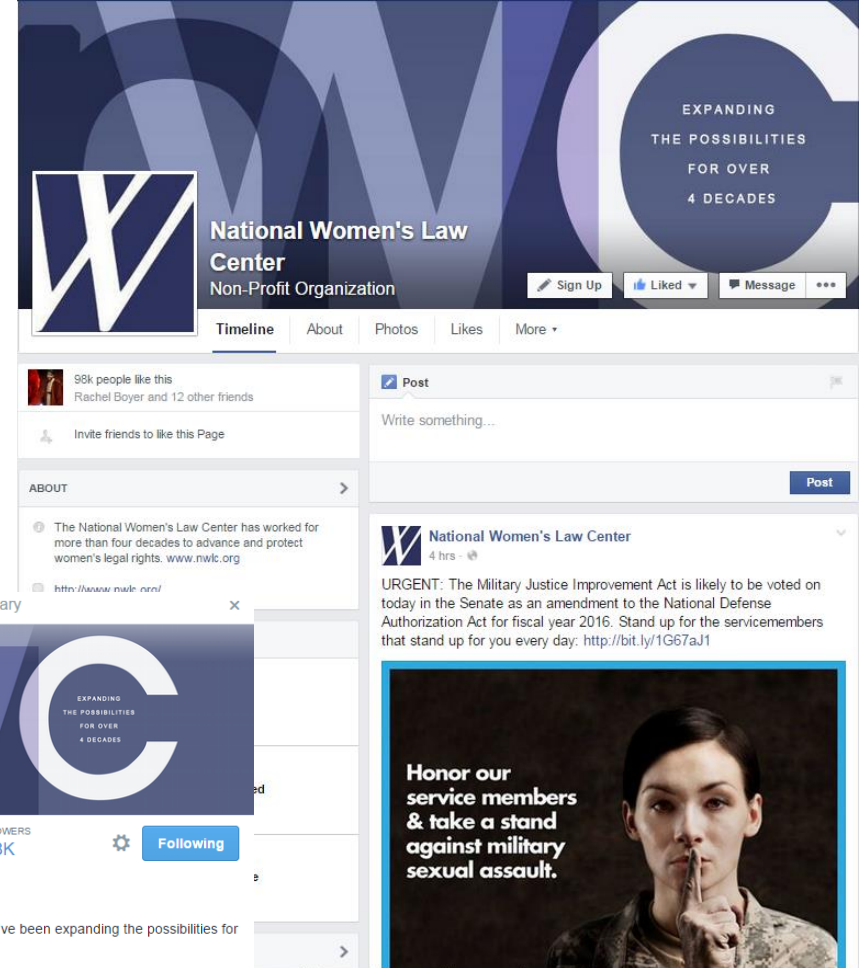 EXPANDING
THE POSSIBILITIES
FOR OVER
4 DECADES
National Women's Law
Center
Non-Profit Organization
Sign Up
Liked
Message
Timeline
About
Photos
Likes
More
98k people like this
Rachel Boyer and 12 other friends
Invite friends to like this Page
ABOUT
The National Women's Law Center has worked for
more than four decades to advance and protect
women's legal rights. www.nwlc.org
http://www.nwlc.org/
Post
Write something...
Post
National Women's Law Center
4 hrs
URGENT: The Military Justice Improvement Act is likely to be voted on
today in the Senate as an amendment to the National Defense
Authorization Act for fiscal year 2016. Stand up for the servicemembers
that stand up for you every day: http://bit.ly/1G67aJ1
Honor our
service members
& take a stand
against military
sexual assault.
EXPANDING
THE POSSIBILITIES
FOR OVER
4 DECADES
Following
been expanding the possibilities for